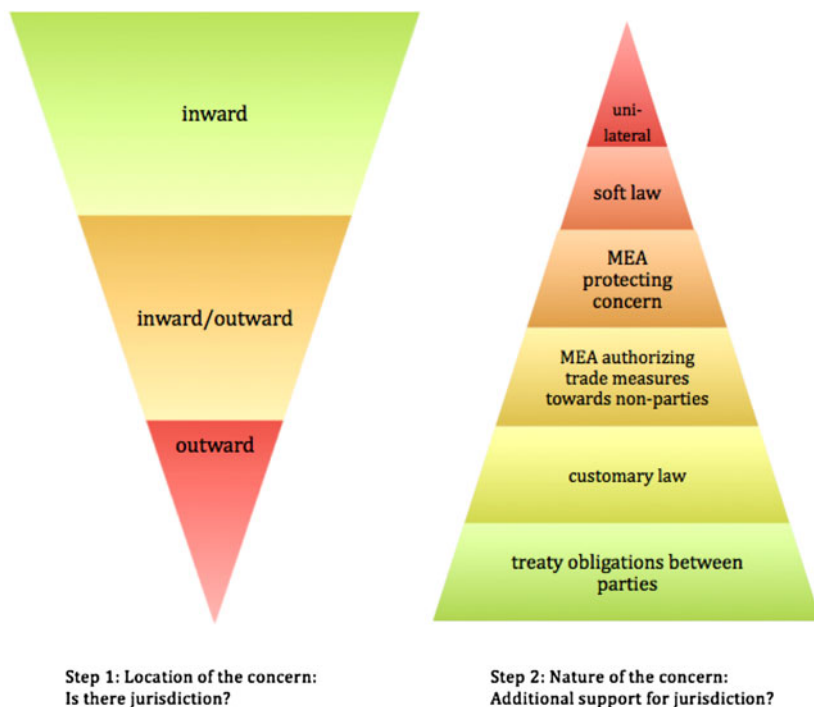 inward
inward/outward
outward
uni-
lateral
soft law
MEA
protecting
concern
MEA authorizing
trade measures
towards non-parties
customary law
treaty obligations between
parties
Step 1: Location of the concern:
Is there jurisdiction?
Step 2: Nature of the concern:
Additional support for jurisdiction?